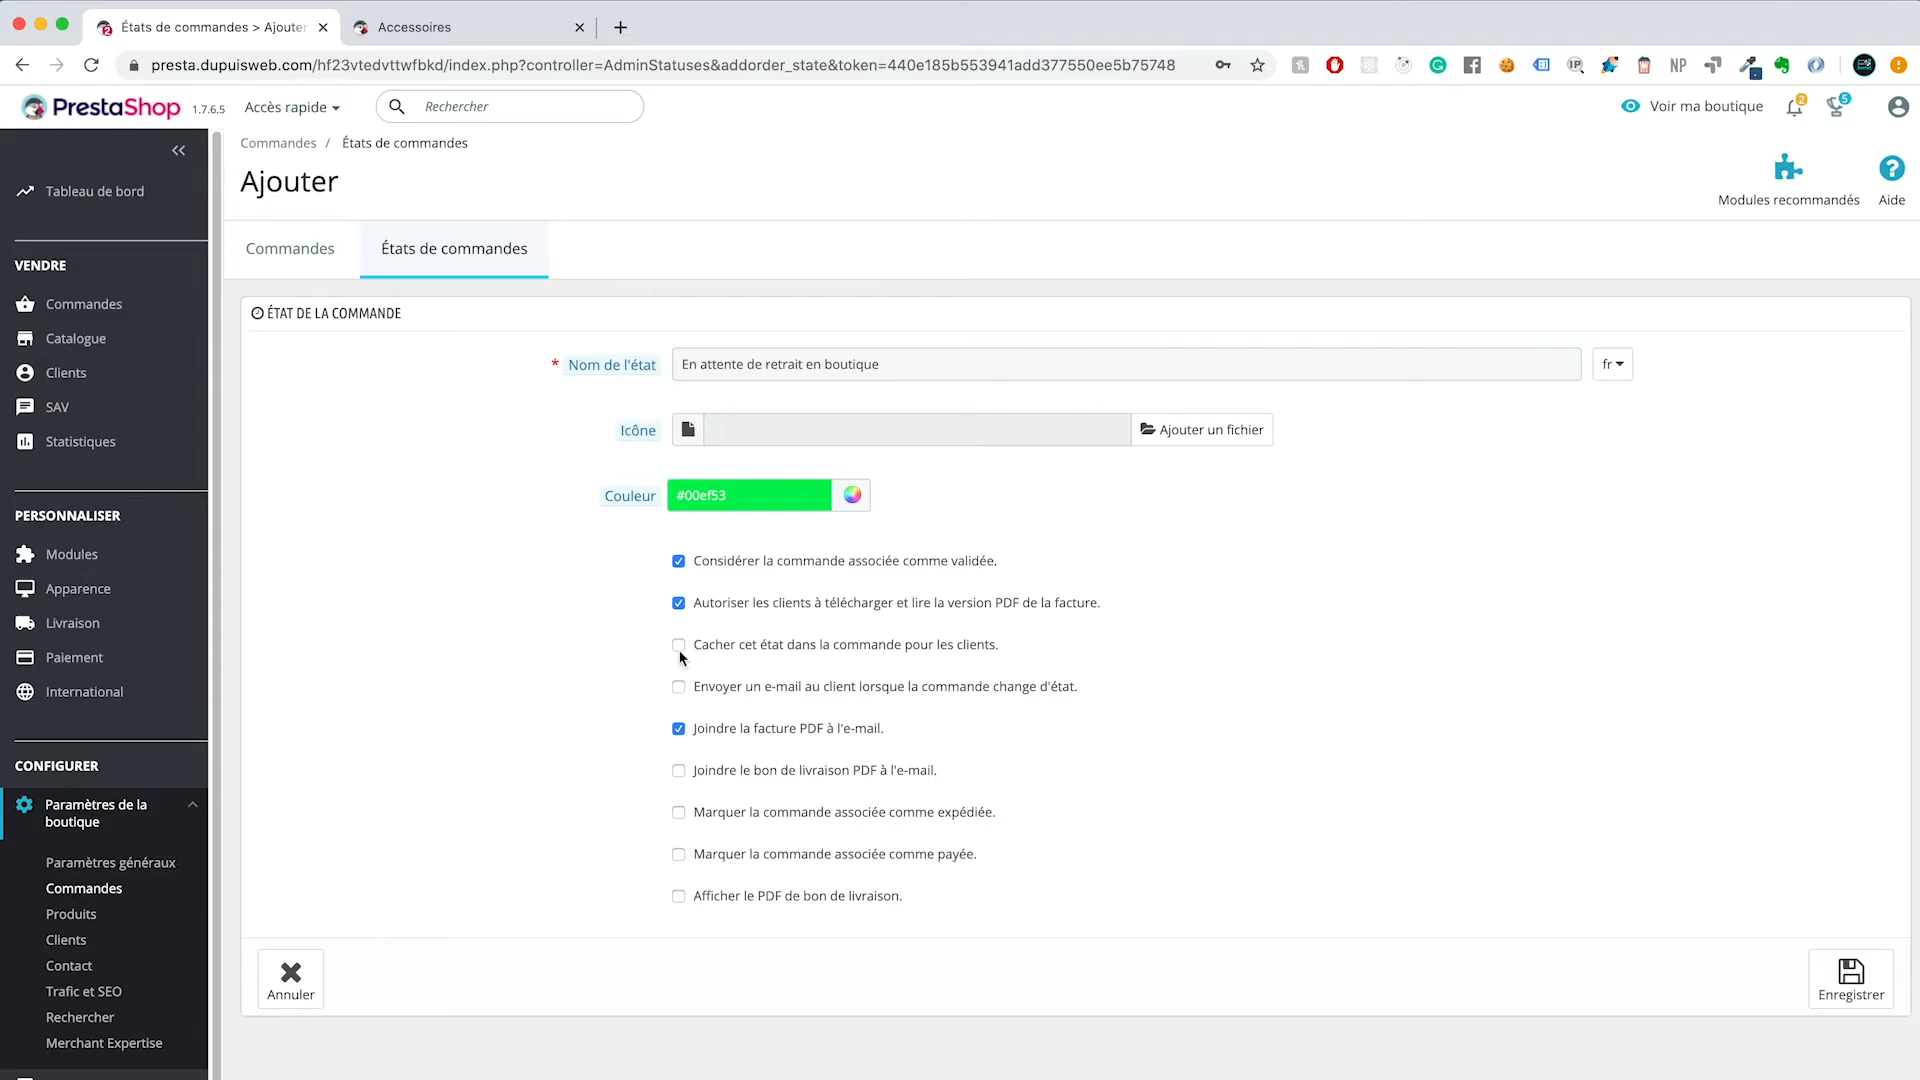 États de commandes > Ajouter
Accessoires
presta.dupuisweb.com/hf23vtedvttwfbkd/index.php?controller=AdminStatuses&addorder_state&token=440e185b553941add377550ee5b75748
NP
PrestaShop 1.7.6.5
Accès rapide
Rechercher
Voir ma boutique
2
5
Commandes / États de commandes
Ajouter
Modules recommandés
Aide
Commandes
États de commandes
Tableau de bord
VENDRE
Commandes
Catalogue
Clients
SAV
Statistiques
PERSONNALISER
Modules
Apparence
Livraison
Paiement
International
CONFIGURER
Paramètres de la
boutique
Paramètres généraux
Commandes
Produits
Clients
Contact
Trafic et SEO
Rechercher
Merchant Expertise
ÉTAT DE LA COMMANDE
* Nom de l'état
En attente de retrait en boutique
fr
Icône
Ajouter un fichier
Couleur
#00ef53
Considérer la commande associée comme validée.
Autoriser les clients à télécharger et lire la version PDF de la facture.
Cacher cet état dans la commande pour les clients.
Envoyer un e-mail au client lorsque la commande change d'état.
Joindre la facture PDF à l'e-mail.
Joindre le bon de livraison PDF à l'e-mail.
Marquer la commande associée comme expédiée.
Marquer la commande associée comme payée.
Afficher le PDF de bon de livraison.
Annuler
Enregistrer